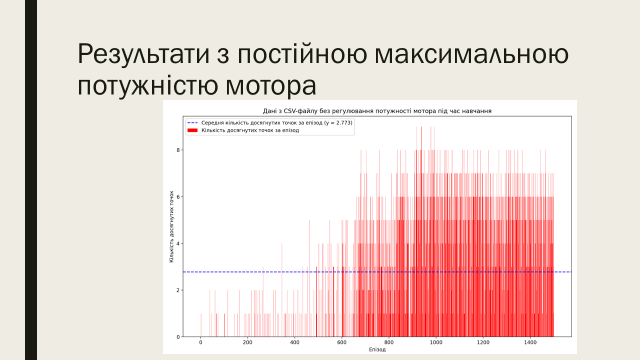 Результати з постійною максимальною
потужністю мотора
Дані з CSV-файлу без регулювання потужності мотора під час навчання
Середня кількість досягнутих точок за епізод (y = 2.773)
Кількість досягнутих точок за епізод
Кількість досягнутих точок
8
6
4
2
0
0 200 400 600 800 1000 1200 1400
Епізод